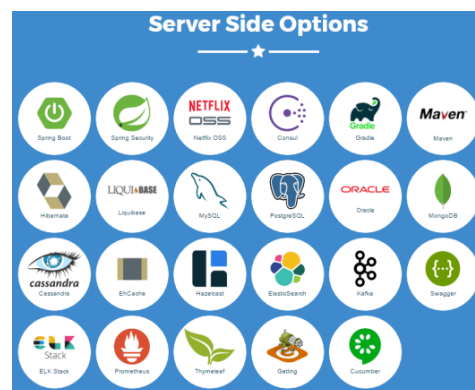 Server Side Options
NETFLIX
OSS
Spring Boot
Spring Security
Netflix OSS
Consul
Gradle
Gradle
Maven
Maven
LIQUIBASE
ORACLE
Hibernate
Liquibase
MySQL
PostgreSQL
Oracle
MongoDB
cassandra
Cassandra
EhCache
Hazelcast
ElasticSearch
Kafka
{...}
Swagger
ELK
Stack
ELK Stack
Prometheus
Thymeleaf
Gatling
Cucumber